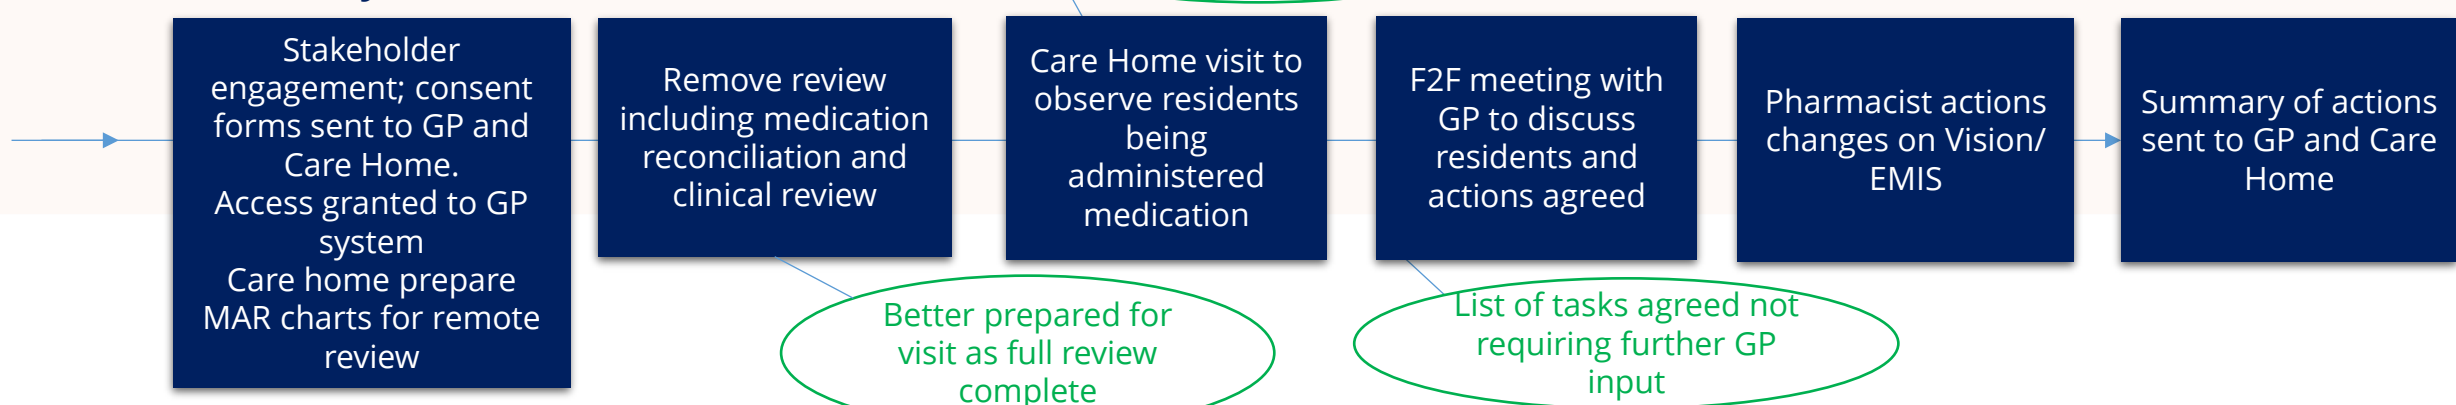 Stakeholder
engagement; consent
forms sent to GP and
Care Home.
Access granted to GP
system
Care home prepare
MAR charts for remote
review
Remove review
including medication
reconciliation and
clinical review
Care Home visit to
observe residents
being
administered
medication
F2F meeting with
GP to discuss
residents and
actions agreed
Pharmacist actions
changes on Vision/
EMIS
Summary of actions
sent to GP and Care
Home
Better prepared for
visit as full review
complete
List of tasks agreed not
requiring further GP
input